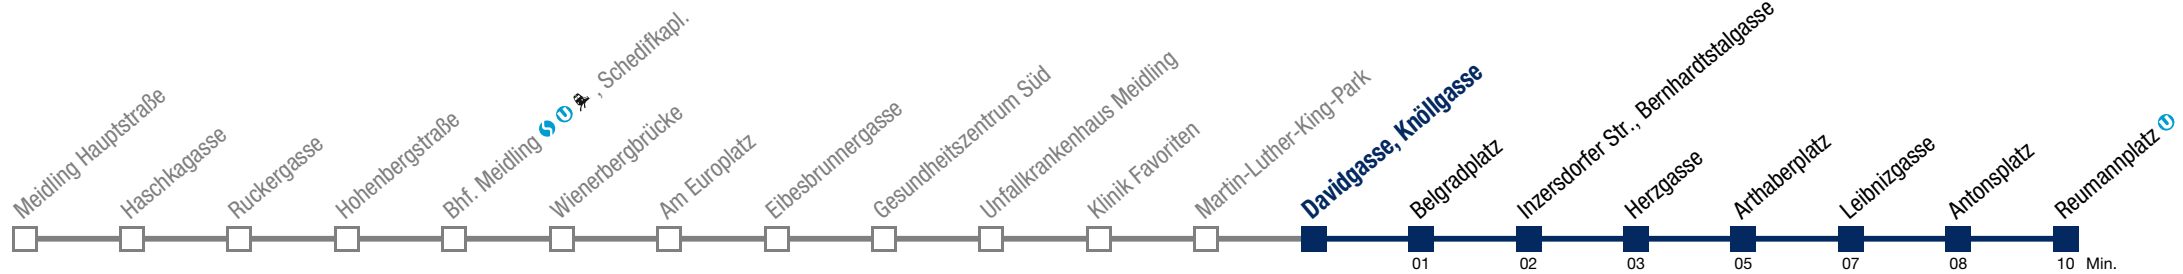 Meidling Hauptstraße
Haschkagasse
Ruckergasse
Hohenbergstraße
Bhf. Meidling S U , Schedifkapl.
Wienerbergbrücke
Am Europlatz
Eibesbrunnergasse
Gesundheitszentrum Süd
Unfallkrankenhaus Meidling
Klinik Favoriten
Martin-Luther-King-Park
Davidgasse, Knöllgasse
Belgradplatz
Inzersdorfer Str., Bernhardtstalgasse
Herzgasse
Arthaberplatz
Leibnizgasse
Antonsplatz
Reumannplatz U
01 02 03 05 07 08 10 Min.